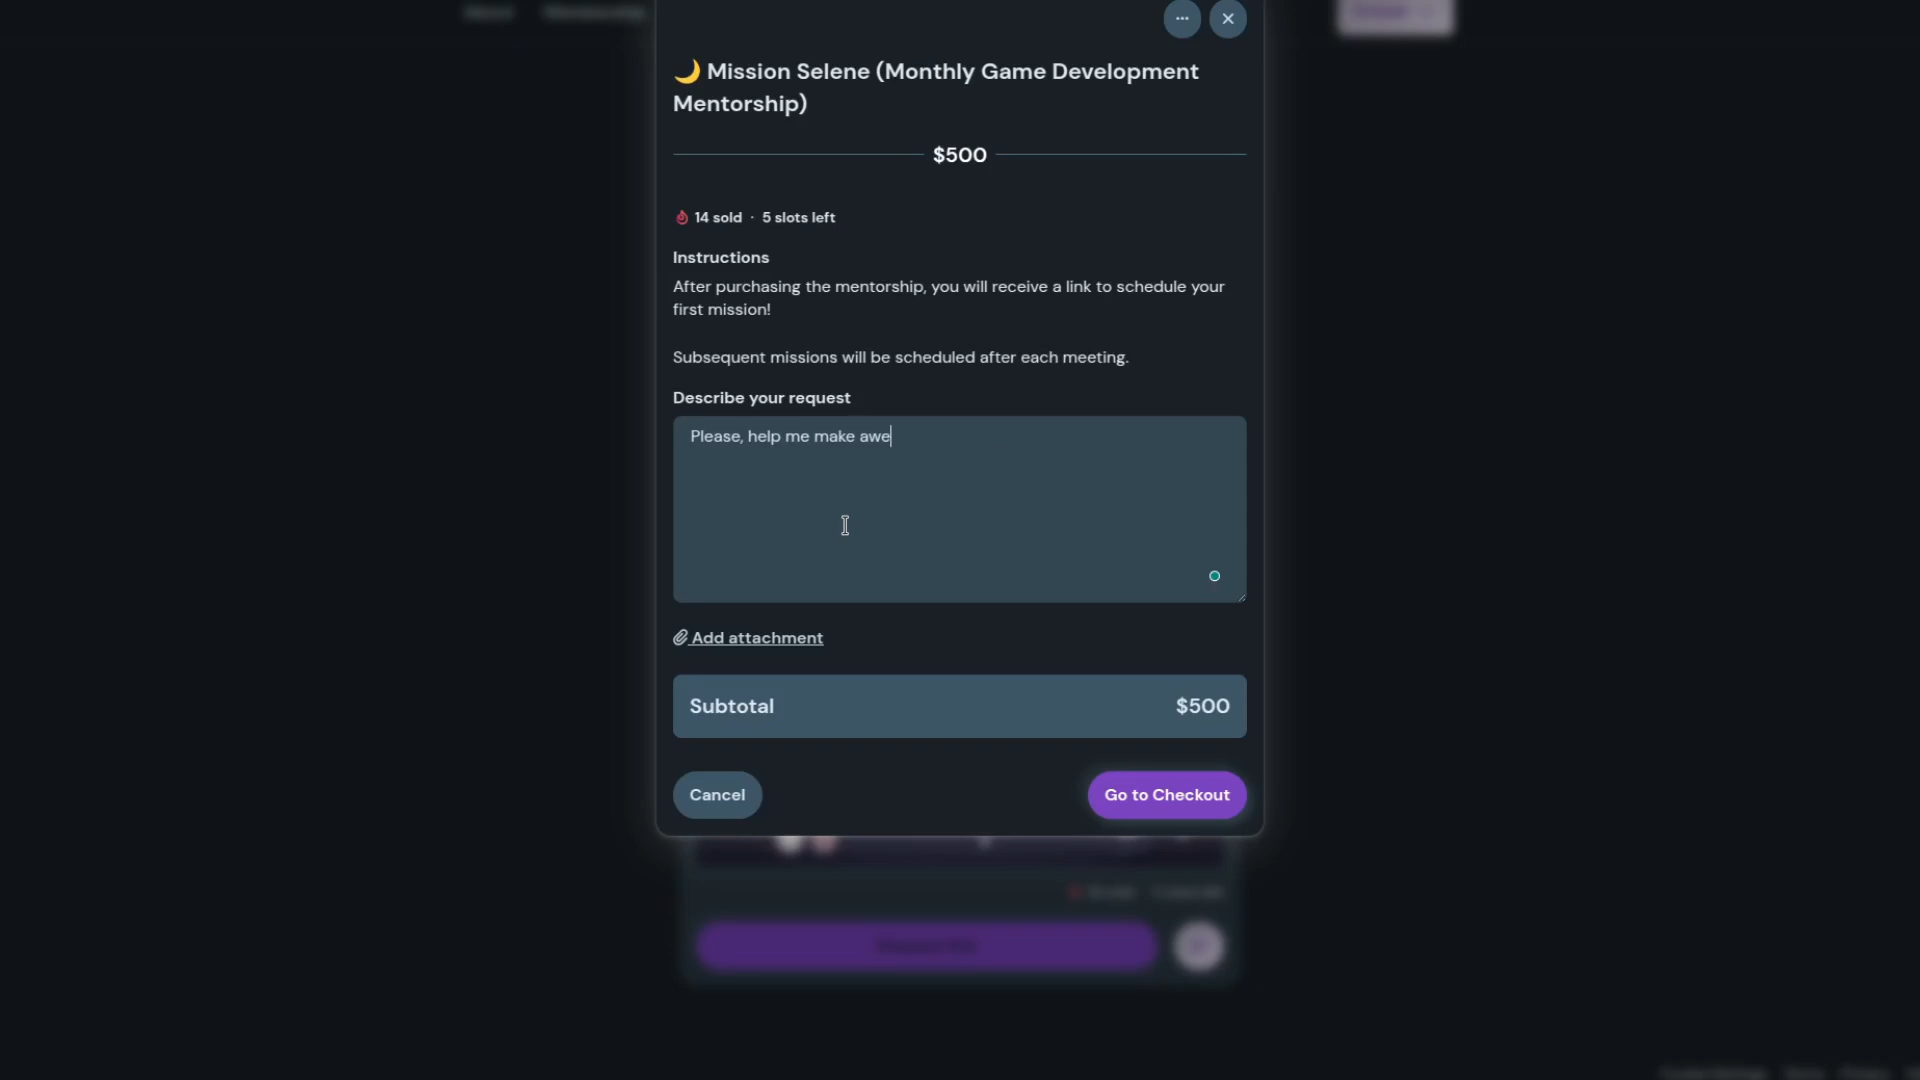 About Membership
🌙 Mission Selene (Monthly Game Development
Mentorship)
$500
14 sold · 5 slots left
Instructions
After purchasing the mentorship, you will receive a link to schedule your
first mission!
Subsequent missions will be scheduled after each meeting.
Describe your request
Please, help me make awe
Add attachment
Subtotal $500
Cancel Go to Checkout